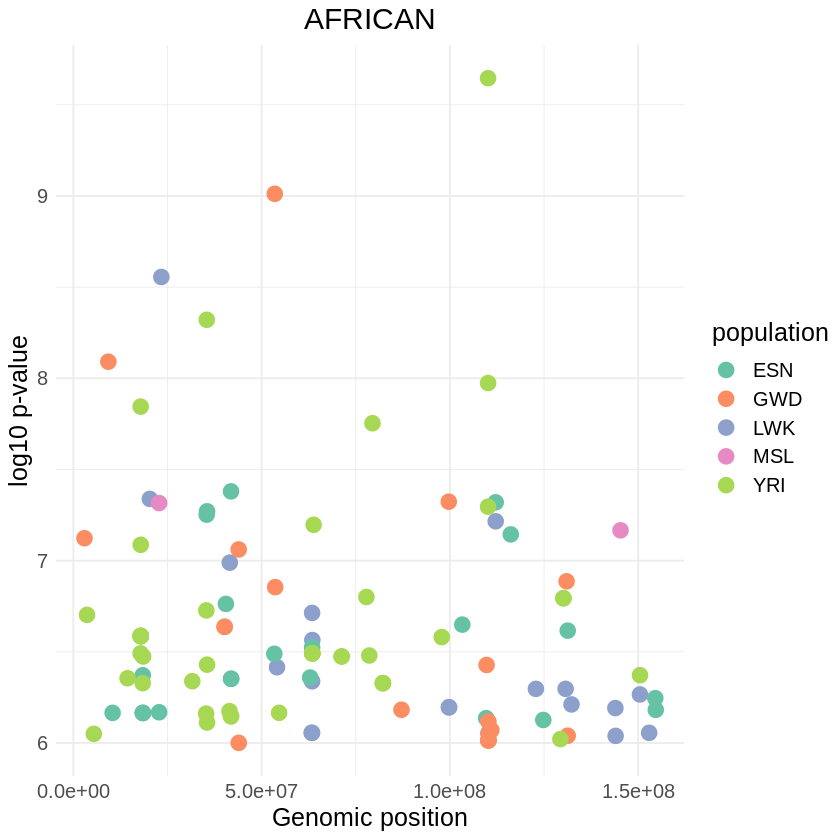 AFRICAN
log10 p-value
9
8
7
6
0.0e+00
5.0e+07
1.0e+08
1.5e+08
Genomic position
population
ESN
GWD
LWK
MSL
YRI